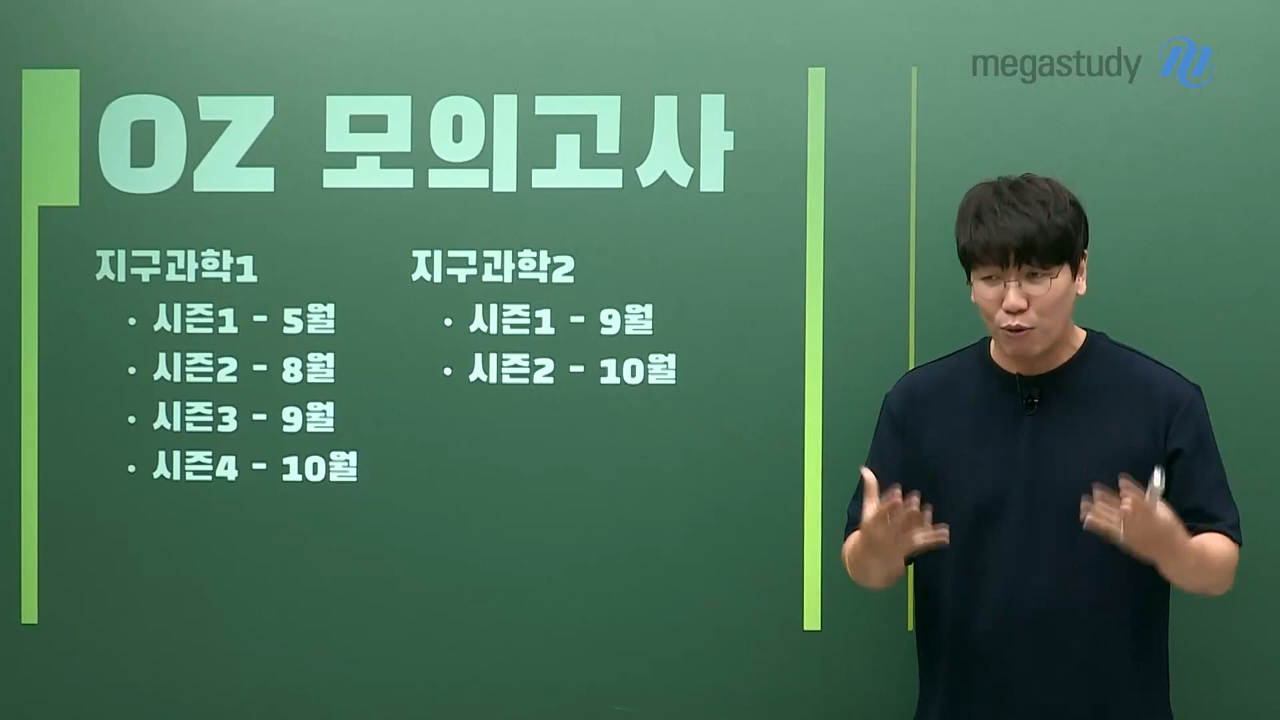 megastudy
OZ 모의고사
지구과학1
· 시즌1 - 5월
· 시즌2 - 8월
· 시즌3 - 9월
· 시즌4 - 10월
지구과학2
· 시즌1 - 9월
· 시즌2 - 10월